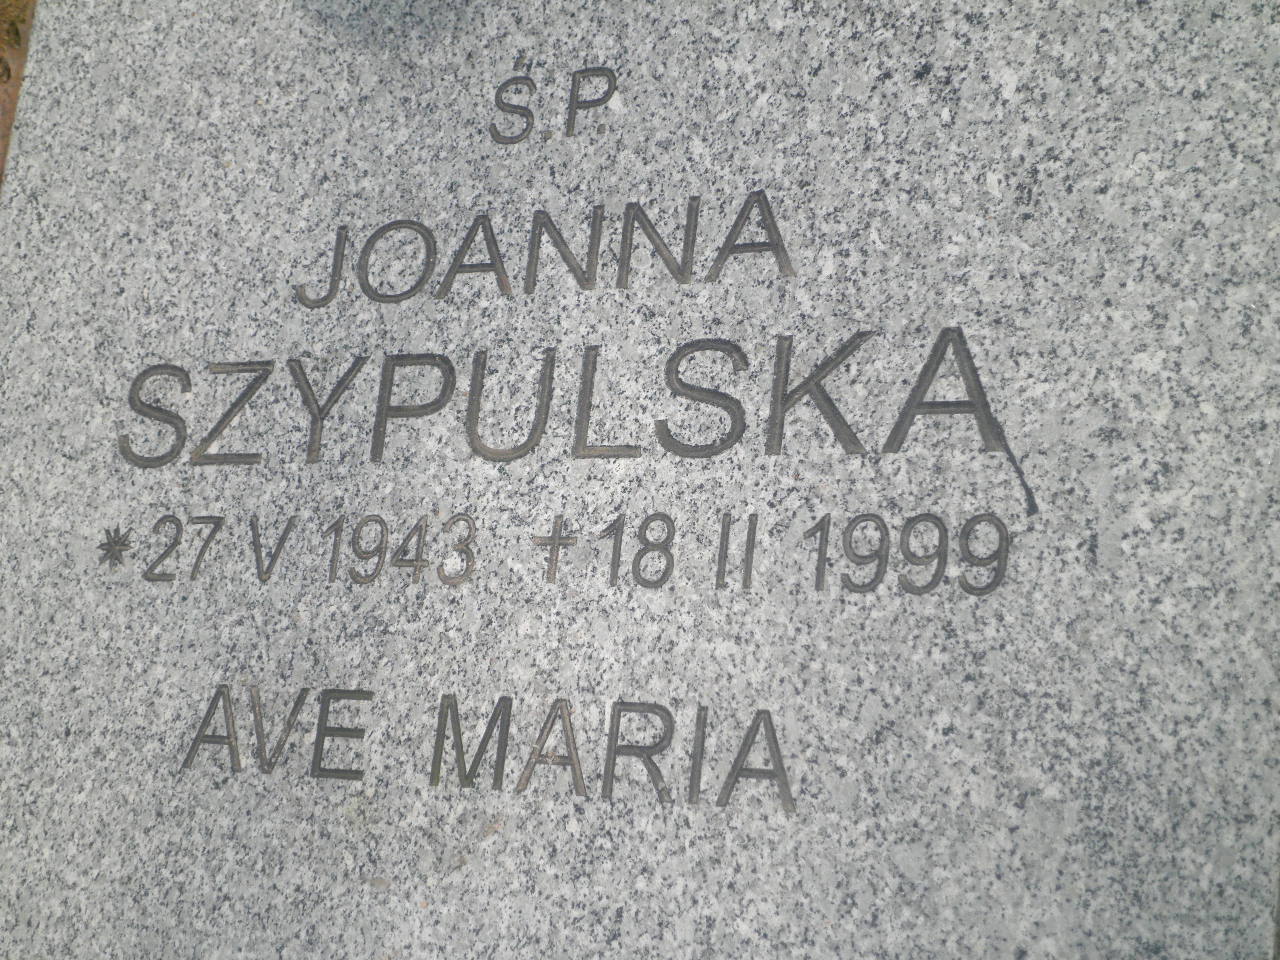 Ś.P.
JOANNA
SZYPULSKA
* 27 V 1943 † 18 II 1999
AVE MARIA